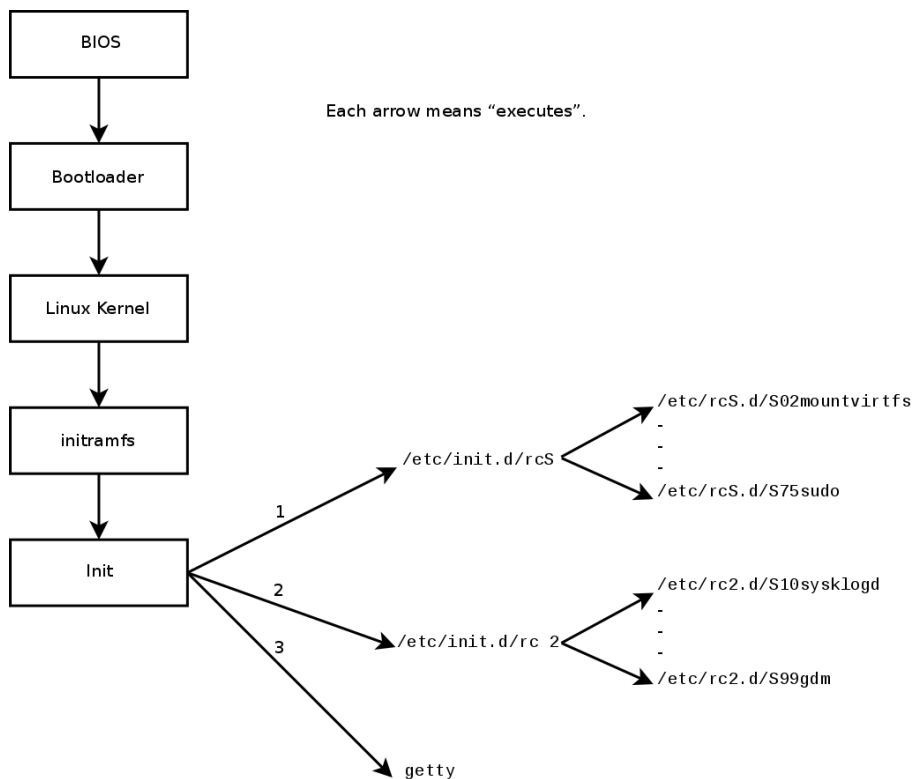 BIOS
Each arrow means “executes”.
Bootloader
Linux Kernel
initramfs
Init
1
2
3
/etc/init.d/rcS
/etc/rcS.d/S02mountvirtfs
-
-
-
/etc/rcS.d/S75sudo
/etc/init.d/rc 2
/etc/rc2.d/S10sysklogd
-
-
-
/etc/rc2.d/S99gdm
getty